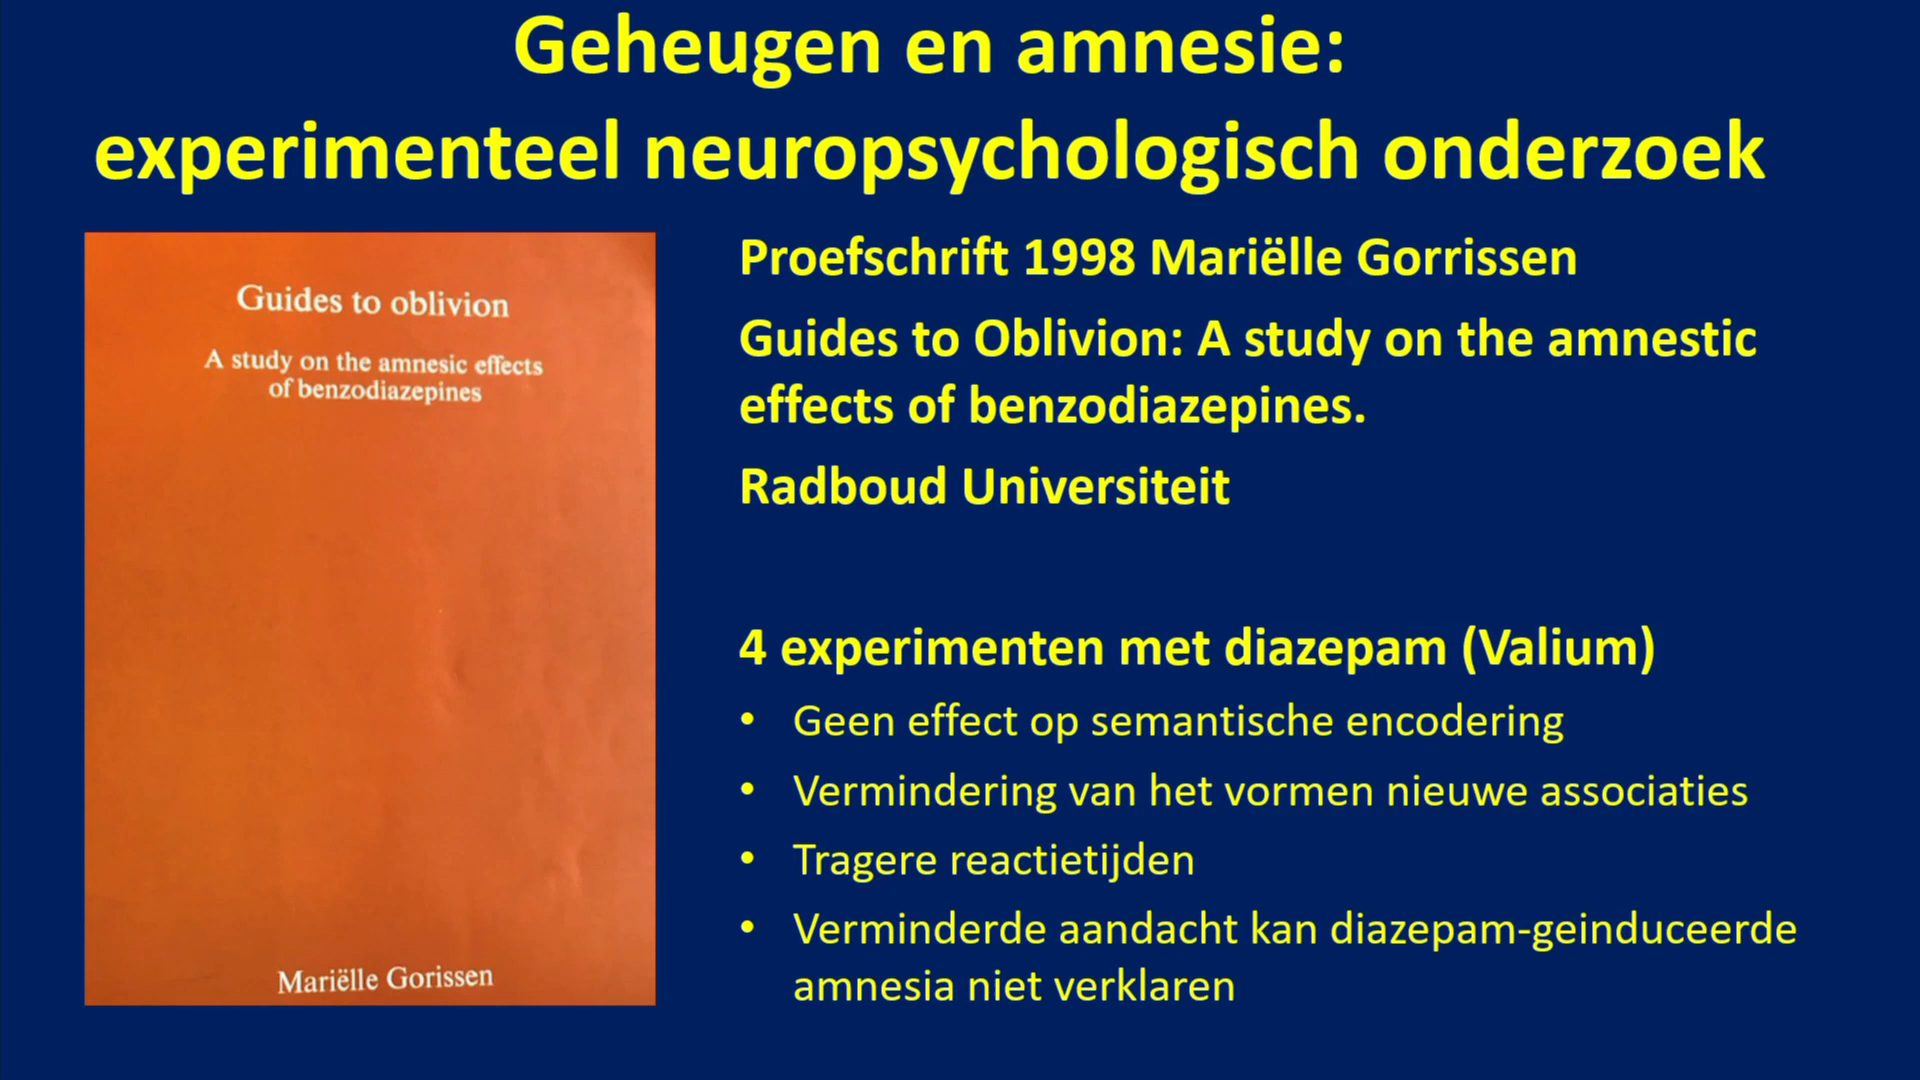 Geheugen en amnesie:
experimenteel neuropsychologisch onderzoek
Guides to oblivion
A study on the amnesic effects
of benzodiazepines
Mariëlle Gorissen
Proefschrift 1998 Mariëlle Gorrissen
Guides to Oblivion: A study on the amnestic
effects of benzodiazepines.
Radboud Universiteit
4 experimenten met diazepam (Valium)
• Geen effect op semantische encodering
• Vermindering van het vormen nieuwe associaties
• Tragere reactietijden
• Verminderde aandacht kan diazepam-geinduceerde
amnesia niet verklaren